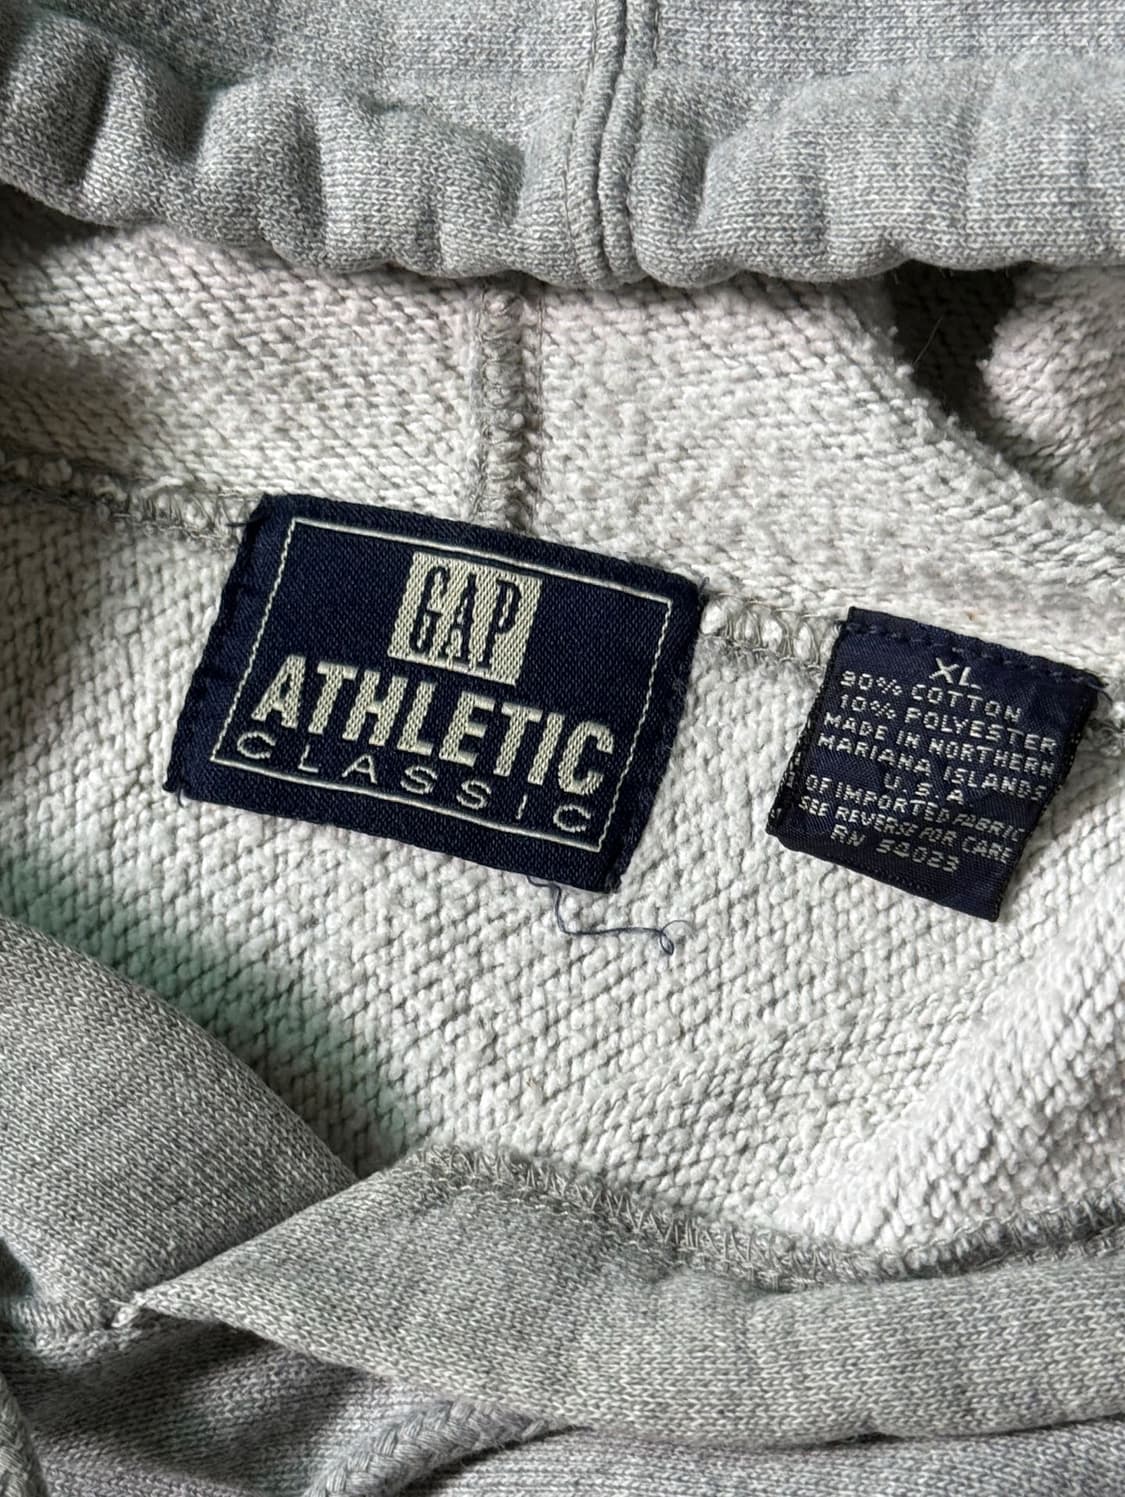 GAP
ATHLETIC
CLASSIC
XL
90% COTTON
10% POLYESTER
MADE IN NORTHERN
MARIANA ISLANDS
U.S.A.
OF IMPORTED FABRIC
SEE REVERSE FOR CARE
RN 54023